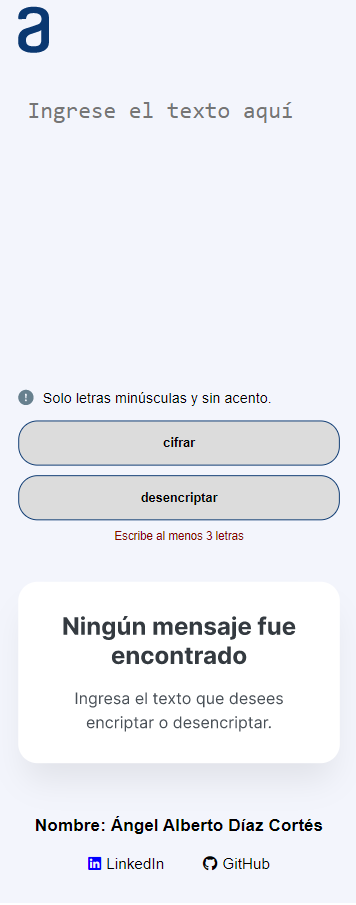 a
Ingrese el texto aquí
Solo letras minúsculas y sin acento.
cifrar
desencriptar
Escribe al menos 3 letras
Ningún mensaje fue
encontrado
Ingresa el texto que desees
encriptar o desencriptar.
Nombre: Ángel Alberto Díaz Cortés
LinkedIn GitHub